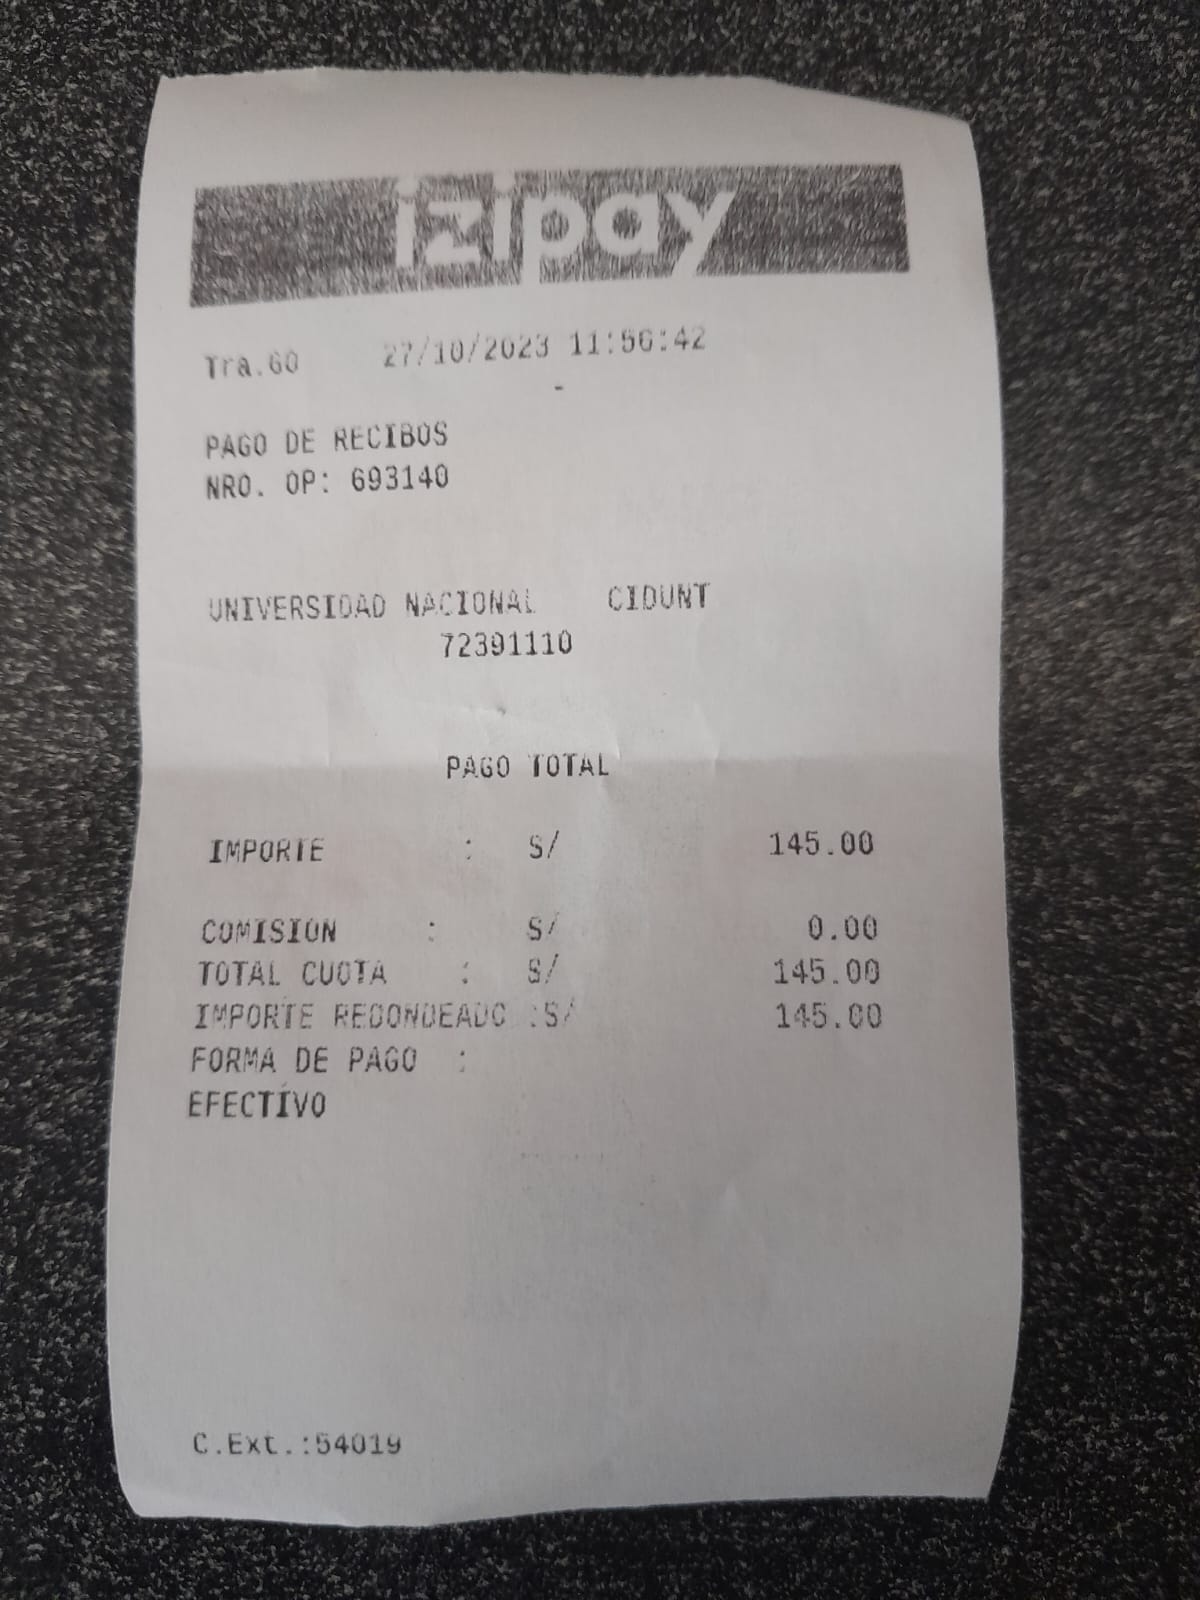 izipay
Tra.60 27/10/2023 11:56:42
-
PAGO DE RECIBOS
NRO. OP: 693140
UNIVERSIDAD NACIONAL CIDUNT
72391110
PAGO TOTAL
IMPORTE : S/ 145.00
COMISION : S/ 0.00
TOTAL CUOTA : S/ 145.00
IMPORTE REDONDEADO :S/ 145.00
FORMA DE PAGO :
EFECTIVO
C.Ext.:54019